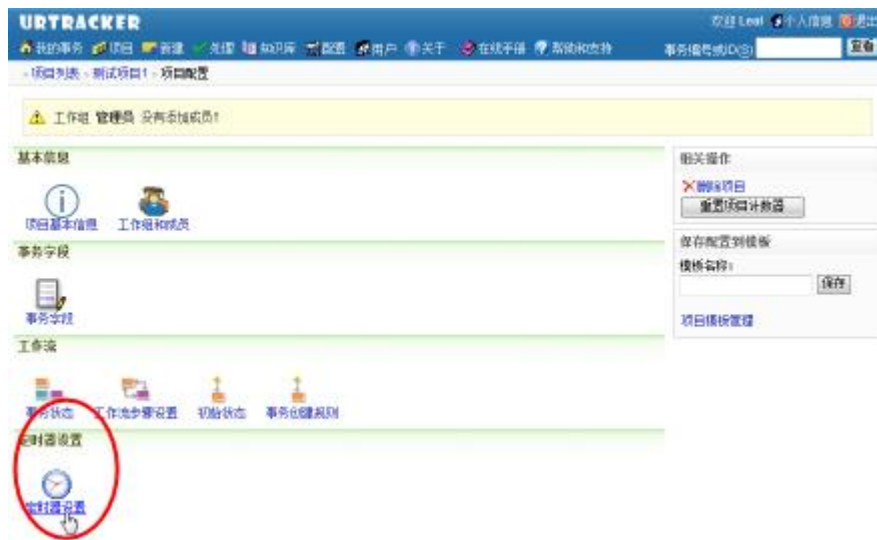 URTRACKER
欢迎 Leaf 个人信息 退出
我的事务 项目 新建 处理 知识库 配置 用户 关于 在线手册 帮助和支持 事务编号或ID(S) 查看
项目列表 测试项目1 项目配置
工作组 管理员 没有添加成员!
基本信息
项目基本信息 工作组和成员
事务字段
事务字段
工作流
事务状态 工作流步骤设置 初始状态 事务创建规则
定时器设置
定时器设置
相关操作
删除项目
重置项目计数器
保存配置到模板
模板名称:
保存
项目模板管理